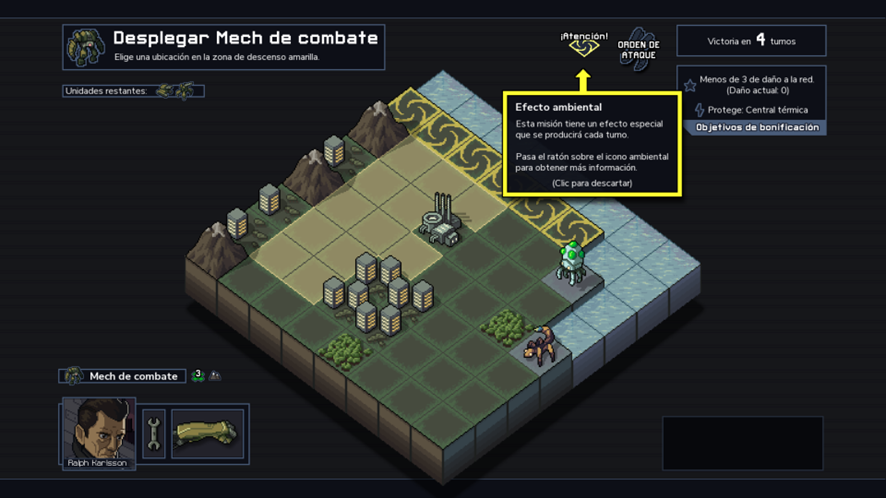 Desplegar Mech de combate
Elige una ubicación en la zona de descenso amarilla.
Unidades restantes:
¡Atención!
ORDEN DE
ATAQUE
Victoria en 4 turnos
Menos de 3 de daño a la red.
(Daño actual: 0)
Protege: Central térmica
Objetivos de bonificación
Efecto ambiental
Esta misión tiene un efecto especial
que se producirá cada turno.
Pasa el ratón sobre el icono ambiental
para obtener más información.
(Clic para descartar)
Mech de combate
3
Ralph Karlsson